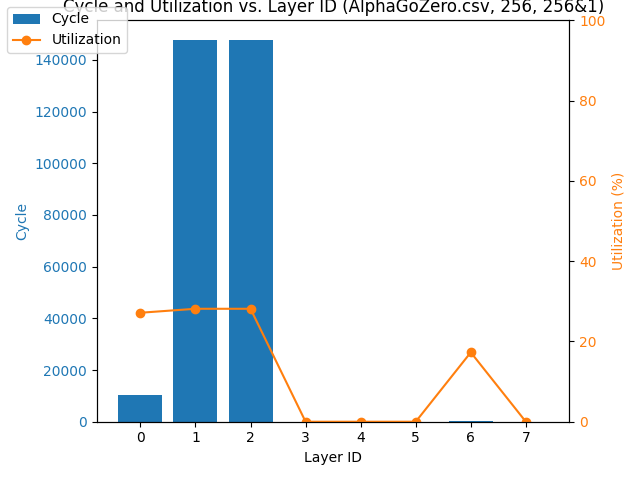 Cycle and Utilization vs. Layer ID (AlphaGoZero.csv, 256, 256&1)
Cycle
Utilization
140000
120000
100000
80000
60000
40000
20000
0
Cycle
100
80
60
40
20
0
Utilization (%)
0 1 2 3 4 5 6 7
Layer ID